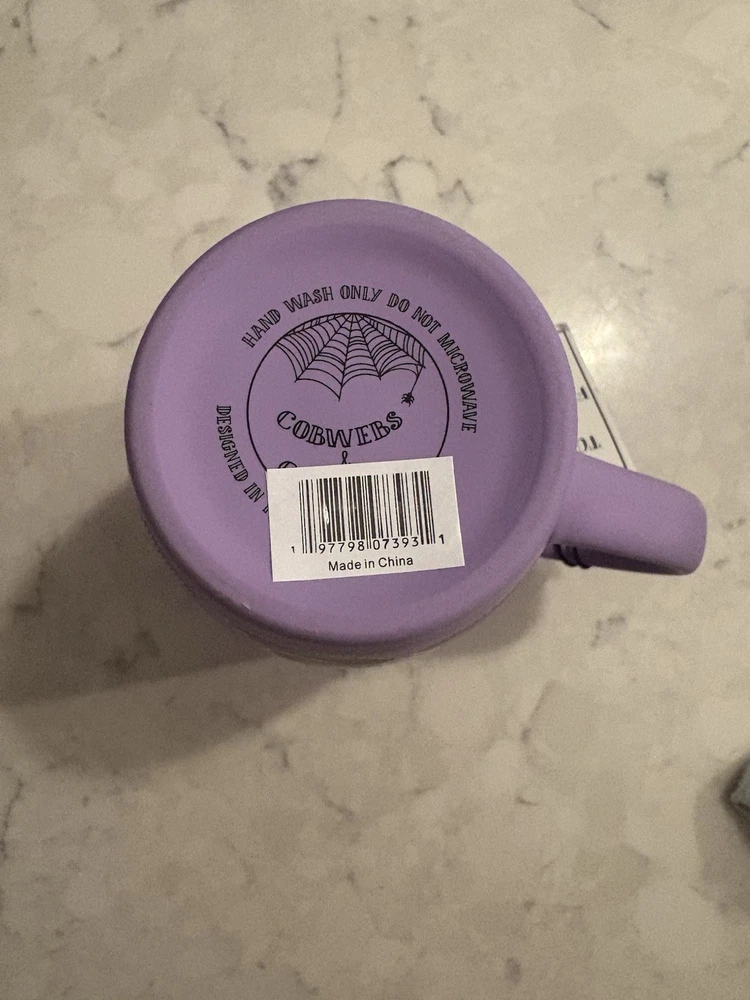 HAND WASH ONLY DO NOT MICROWAVE
COBWEBS
&
DESIGNED IN
1 97798 07393 1
Made in China